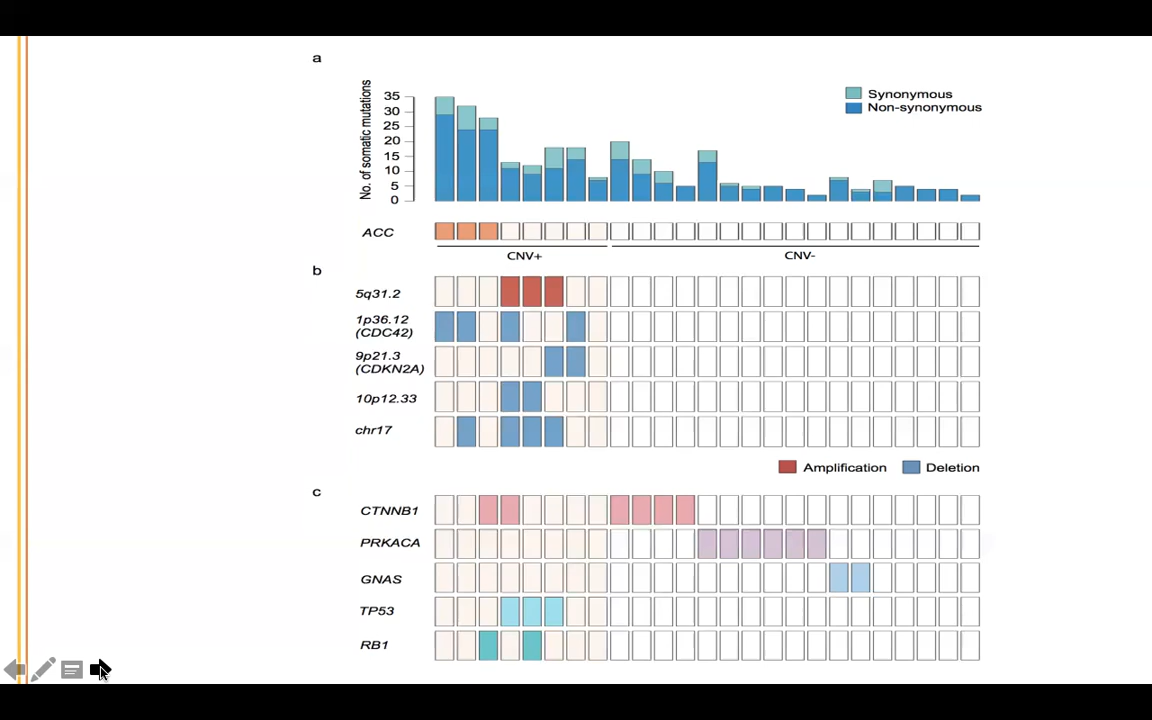 a
No. of somatic mutations
35
30
25
20
15
10
5
0
Synonymous
Non-synonymous
ACC
CNV+
CNV-
b
5q31.2
1p36.12
(CDC42)
9p21.3
(CDKN2A)
10p12.33
chr17
Amplification
Deletion
c
CTNNB1
PRKACA
GNAS
TP53
RB1